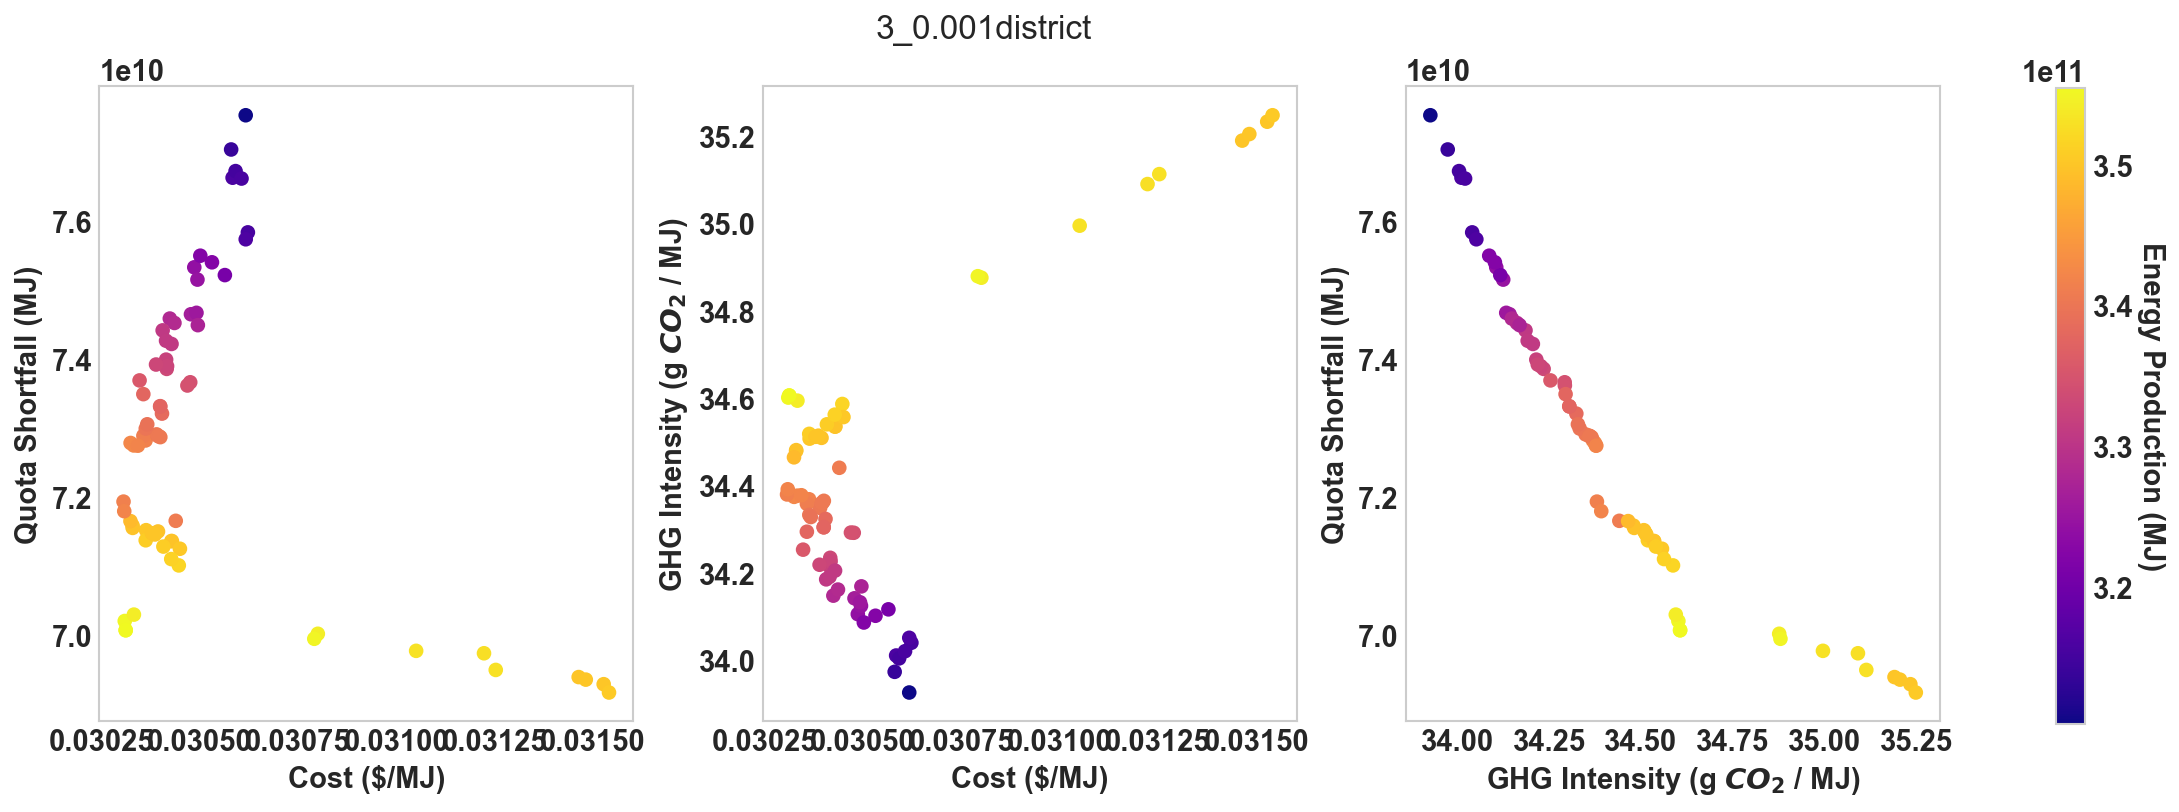 3_0.001district
1e10
7.6
7.4
7.2
7.0
Quota Shortfall (MJ)
0.03025 0.03050 0.03075 0.03100 0.03125 0.03150
Cost ($/MJ)
35.2
35.0
34.8
34.6
34.4
34.2
34.0
GHG Intensity (g CO₂ / MJ)
0.03025 0.03050 0.03075 0.03100 0.03125 0.03150
Cost ($/MJ)
1e10
7.6
7.4
7.2
7.0
Quota Shortfall (MJ)
34.00 34.25 34.50 34.75 35.00 35.25
GHG Intensity (g CO₂ / MJ)
1e11
3.5
3.4
3.3
3.2
Energy Production (MJ)